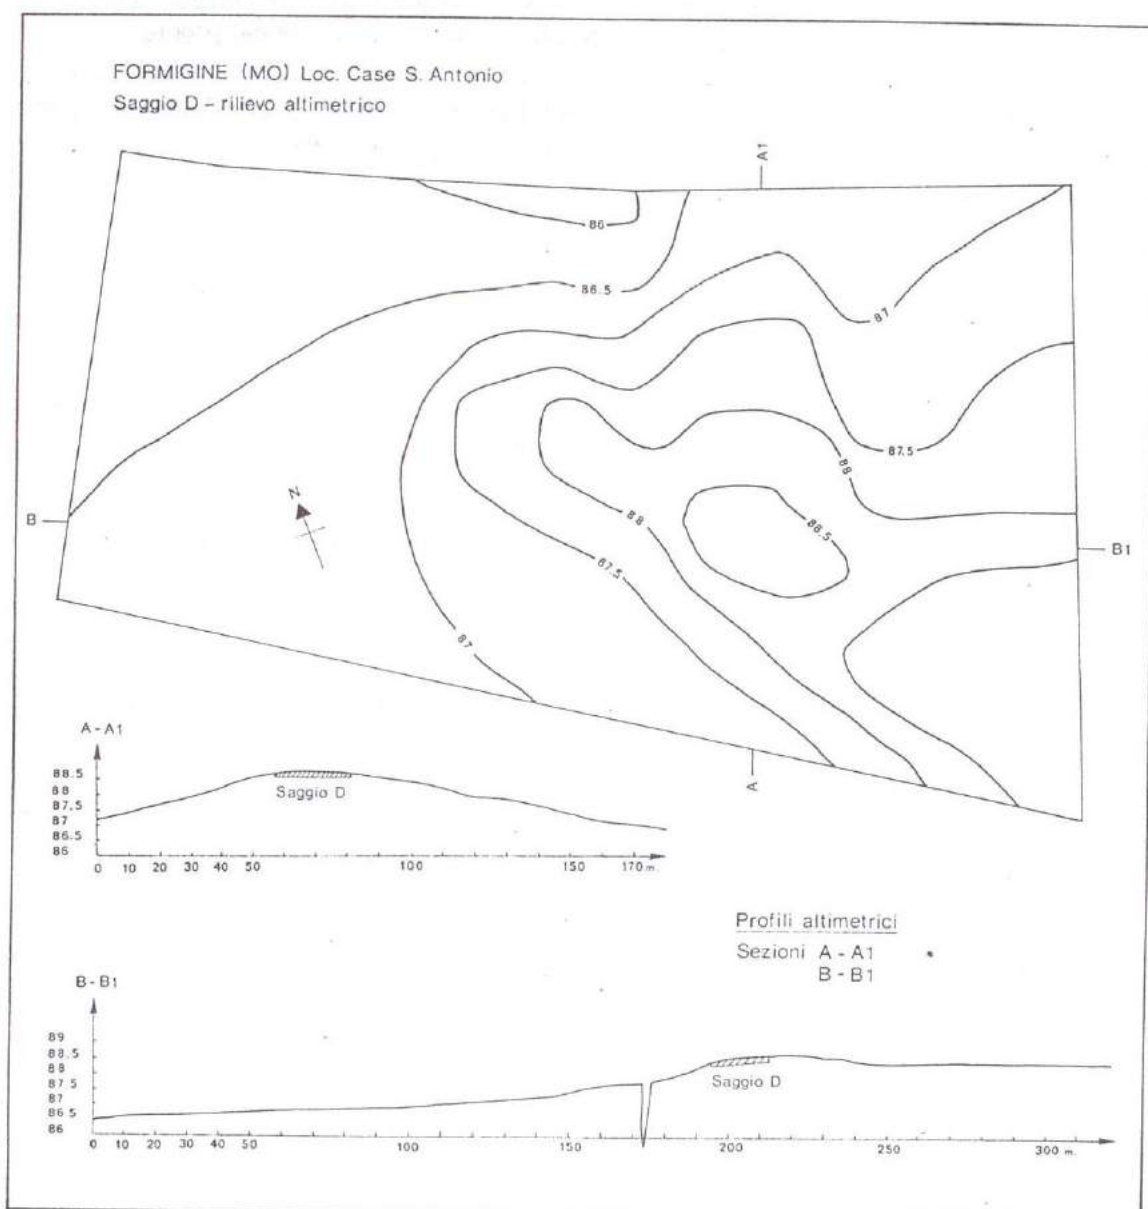 FORMIGINE (MO) Loc. Case S. Antonio
Saggio D – rilievo altimetrico
A1
86
86.5
87
87.5
88
88.5
B
N
88
87.5
B1
87
A
A - A1
88.5
88
87.5
87
86.5
86
Saggio D
0 10 20 30 40 50 100 150 170 m.
Profili altimetrici
Sezioni A - A1
B - B1
B - B1
89
88.5
88
87.5
87
86.5
86
Saggio D
0 10 20 30 40 50 100 150 200 250 300 m.